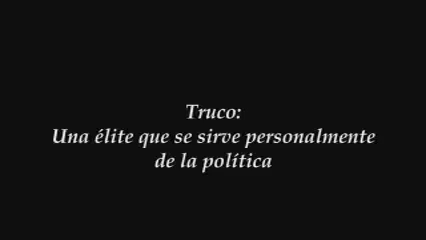 Truco:
Una élite que se sirve personalmente
de la política